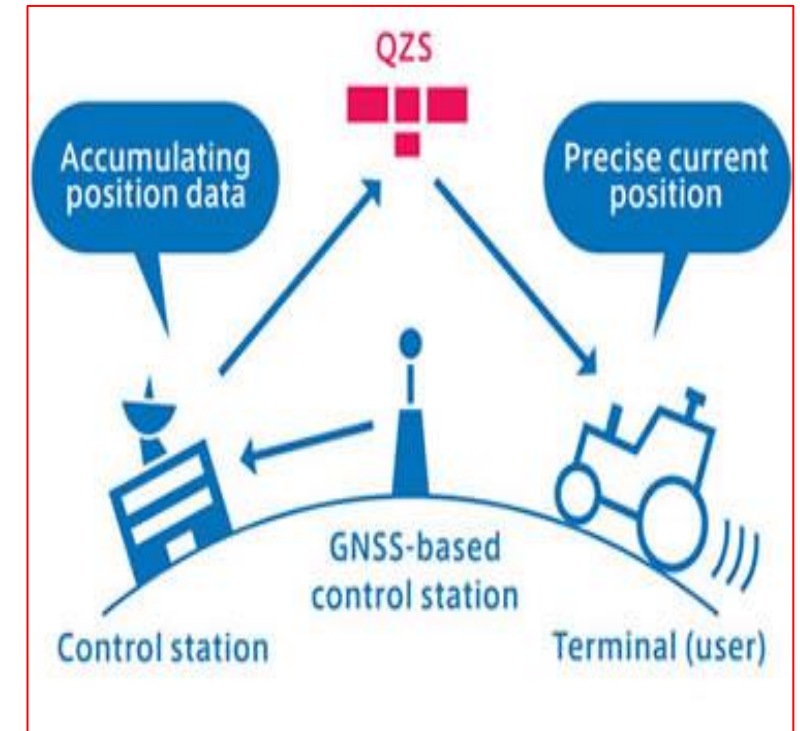 QZS
Accumulating
position data
Precise current
position
GNSS-based
control station
Control station
Terminal (user)